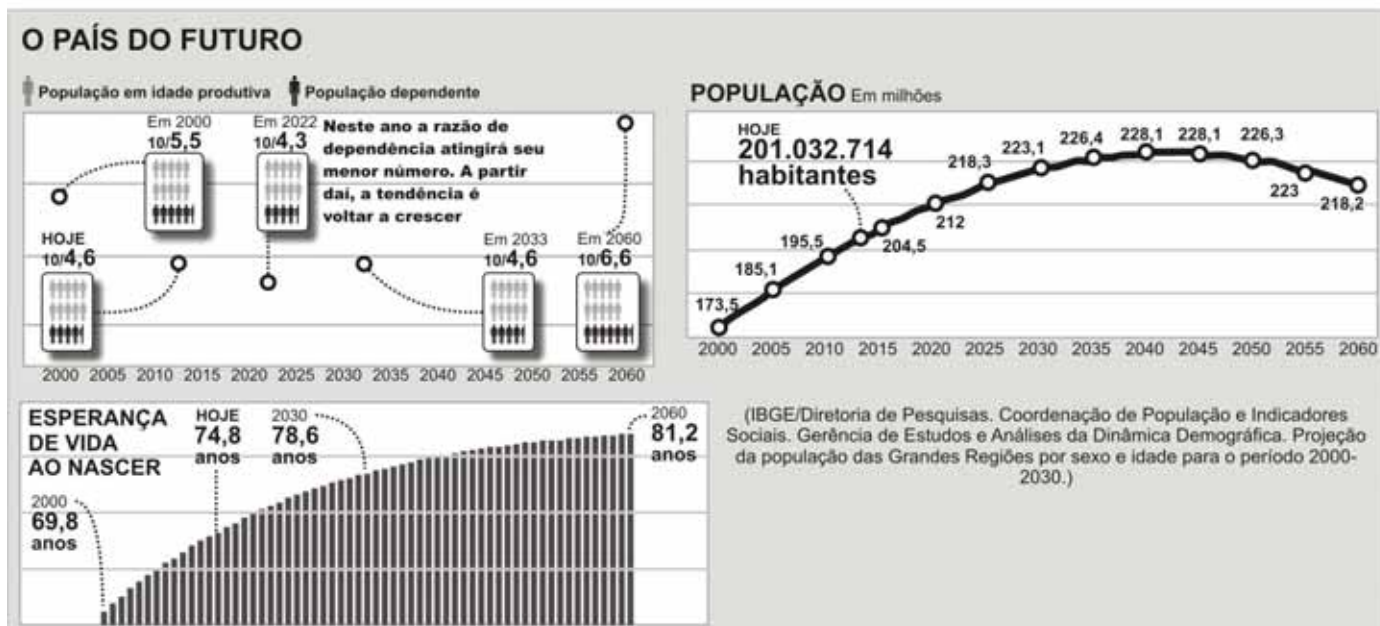 O PAÍS DO FUTURO
População em idade produtiva População dependente
Em 2000
10/5,5
Em 2022
10/4,3
Neste ano a razão de
dependência atingirá seu
menor número. A partir
daí, a tendência é
voltar a crescer
HOJE
10/4,6
Em 2033
10/4,6
Em 2060
10/6,6
2000 2005 2010 2015 2020 2025 2030 2035 2040 2045 2050 2055 2060
POPULAÇÃO Em milhões
HOJE
201.032.714
habitantes
173,5
185,1
195,5
204,5
212
218,3
223,1
226,4
228,1
228,1
226,3
223
218,2
2000 2005 2010 2015 2020 2025 2030 2035 2040 2045 2050 2055 2060
ESPERANÇA
DE VIDA
AO NASCER
2000
69,8
anos
HOJE
74,8
anos
2030
78,6
anos
2060
81,2
anos
(IBGE/Diretoria de Pesquisas. Coordenação de População e Indicadores
Sociais. Gerência de Estudos e Análises da Dinâmica Demográfica. Projeção
da população das Grandes Regiões por sexo e idade para o período 2000-
2030.)